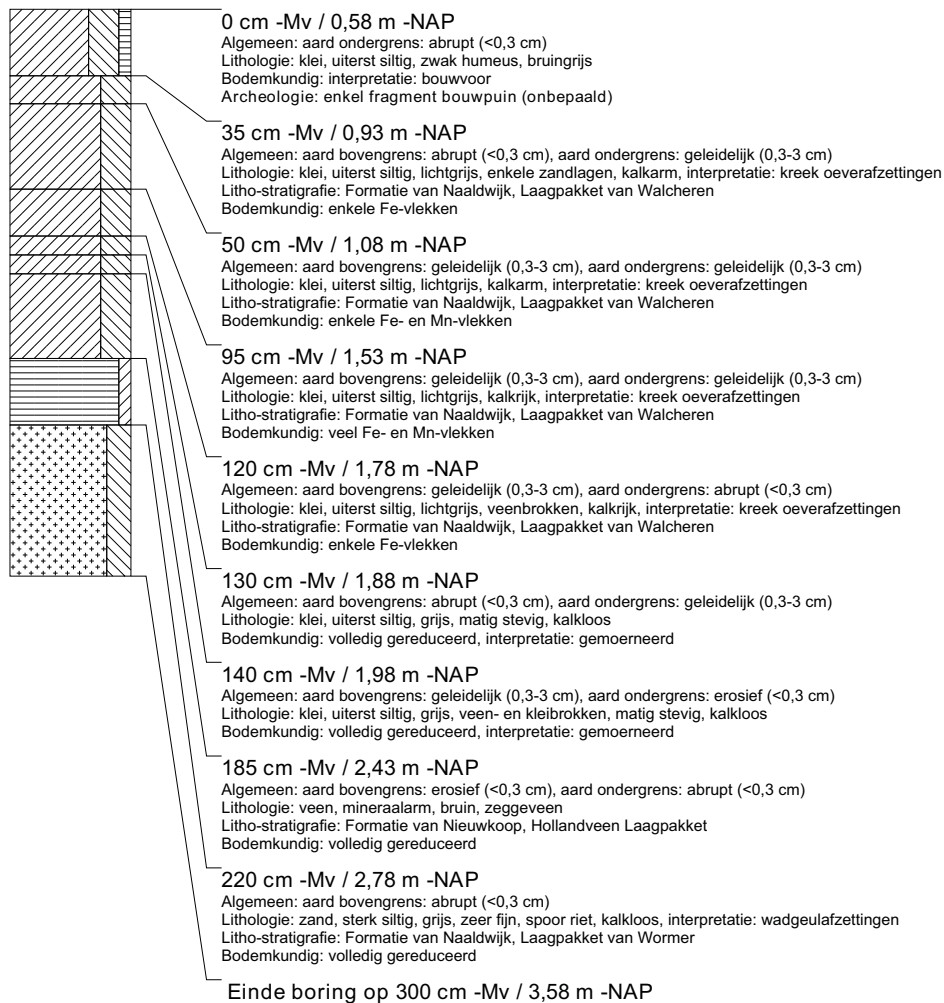 0 cm -Mv / 0,58 m -NAP
Algemeen: aard ondergrens: abrupt (<0,3 cm)
Lithologie: klei, uiterst siltig, zwak humeus, bruingrijs
Bodemkundig: interpretatie: bouwvoor
Archeologie: enkel fragment bouwpuin (onbepaald)
35 cm -Mv / 0,93 m -NAP
Algemeen: aard bovengrens: abrupt (<0,3 cm), aard ondergrens: geleidelijk (0,3-3 cm)
Lithologie: klei, uiterst siltig, lichtgrijs, enkele zandlagen, kalkarm, interpretatie: kreek oeverafzettingen
Litho-stratigrafie: Formatie van Naaldwijk, Laagpakket van Walcheren
Bodemkundig: enkele Fe-vlekken
50 cm -Mv / 1,08 m -NAP
Algemeen: aard bovengrens: geleidelijk (0,3-3 cm), aard ondergrens: geleidelijk (0,3-3 cm)
Lithologie: klei, uiterst siltig, lichtgrijs, kalkarm, interpretatie: kreek oeverafzettingen
Litho-stratigrafie: Formatie van Naaldwijk, Laagpakket van Walcheren
Bodemkundig: enkele Fe- en Mn-vlekken
95 cm -Mv / 1,53 m -NAP
Algemeen: aard bovengrens: geleidelijk (0,3-3 cm), aard ondergrens: geleidelijk (0,3-3 cm)
Lithologie: klei, uiterst siltig, lichtgrijs, kalkrijk, interpretatie: kreek oeverafzettingen
Litho-stratigrafie: Formatie van Naaldwijk, Laagpakket van Walcheren
Bodemkundig: veel Fe- en Mn-vlekken
120 cm -Mv / 1,78 m -NAP
Algemeen: aard bovengrens: geleidelijk (0,3-3 cm), aard ondergrens: abrupt (<0,3 cm)
Lithologie: klei, uiterst siltig, lichtgrijs, veenbrokken, kalkrijk, interpretatie: kreek oeverafzettingen
Litho-stratigrafie: Formatie van Naaldwijk, Laagpakket van Walcheren
Bodemkundig: enkele Fe-vlekken
130 cm -Mv / 1,88 m -NAP
Algemeen: aard bovengrens: abrupt (<0,3 cm), aard ondergrens: geleidelijk (0,3-3 cm)
Lithologie: klei, uiterst siltig, grijs, matig stevig, kalkloos
Bodemkundig: volledig gereduceerd, interpretatie: gemoerneerd
140 cm -Mv / 1,98 m -NAP
Algemeen: aard bovengrens: geleidelijk (0,3-3 cm), aard ondergrens: erosief (<0,3 cm)
Lithologie: klei, uiterst siltig, grijs, veen- en kleibrokken, matig stevig, kalkloos
Bodemkundig: volledig gereduceerd, interpretatie: gemoerneerd
185 cm -Mv / 2,43 m -NAP
Algemeen: aard bovengrens: erosief (<0,3 cm), aard ondergrens: abrupt (<0,3 cm)
Lithologie: veen, mineraalarm, bruin, zeggeveen
Litho-stratigrafie: Formatie van Nieuwkoop, Hollandveen Laagpakket
Bodemkundig: volledig gereduceerd
220 cm -Mv / 2,78 m -NAP
Algemeen: aard bovengrens: abrupt (<0,3 cm)
Lithologie: zand, sterk siltig, grijs, zeer fijn, spoor riet, kalkloos, interpretatie: wadgeulafzettingen
Litho-stratigrafie: Formatie van Naaldwijk, Laagpakket van Wormer
Bodemkundig: volledig gereduceerd
Einde boring op 300 cm -Mv / 3,58 m -NAP